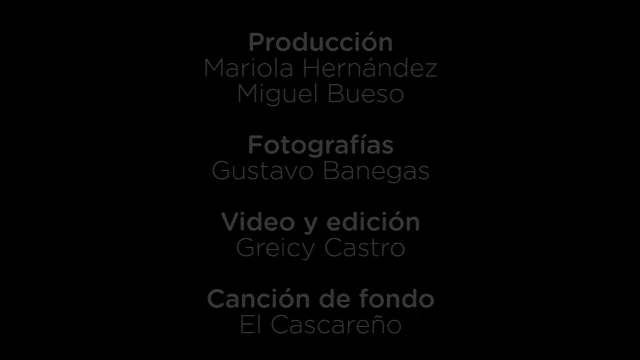 Producción
Mariola Hernández
Miguel Bueso
Fotografías
Gustavo Banegas
Video y edición
Greicy Castro
Canción de fondo
El Cascareño